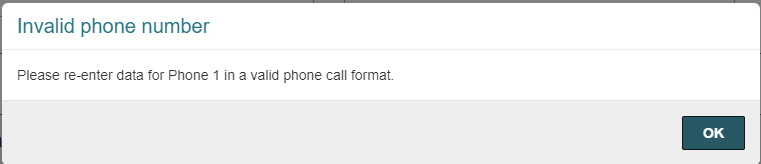 Invalid phone number
Please re-enter data for Phone 1 in a valid phone call format.
OK